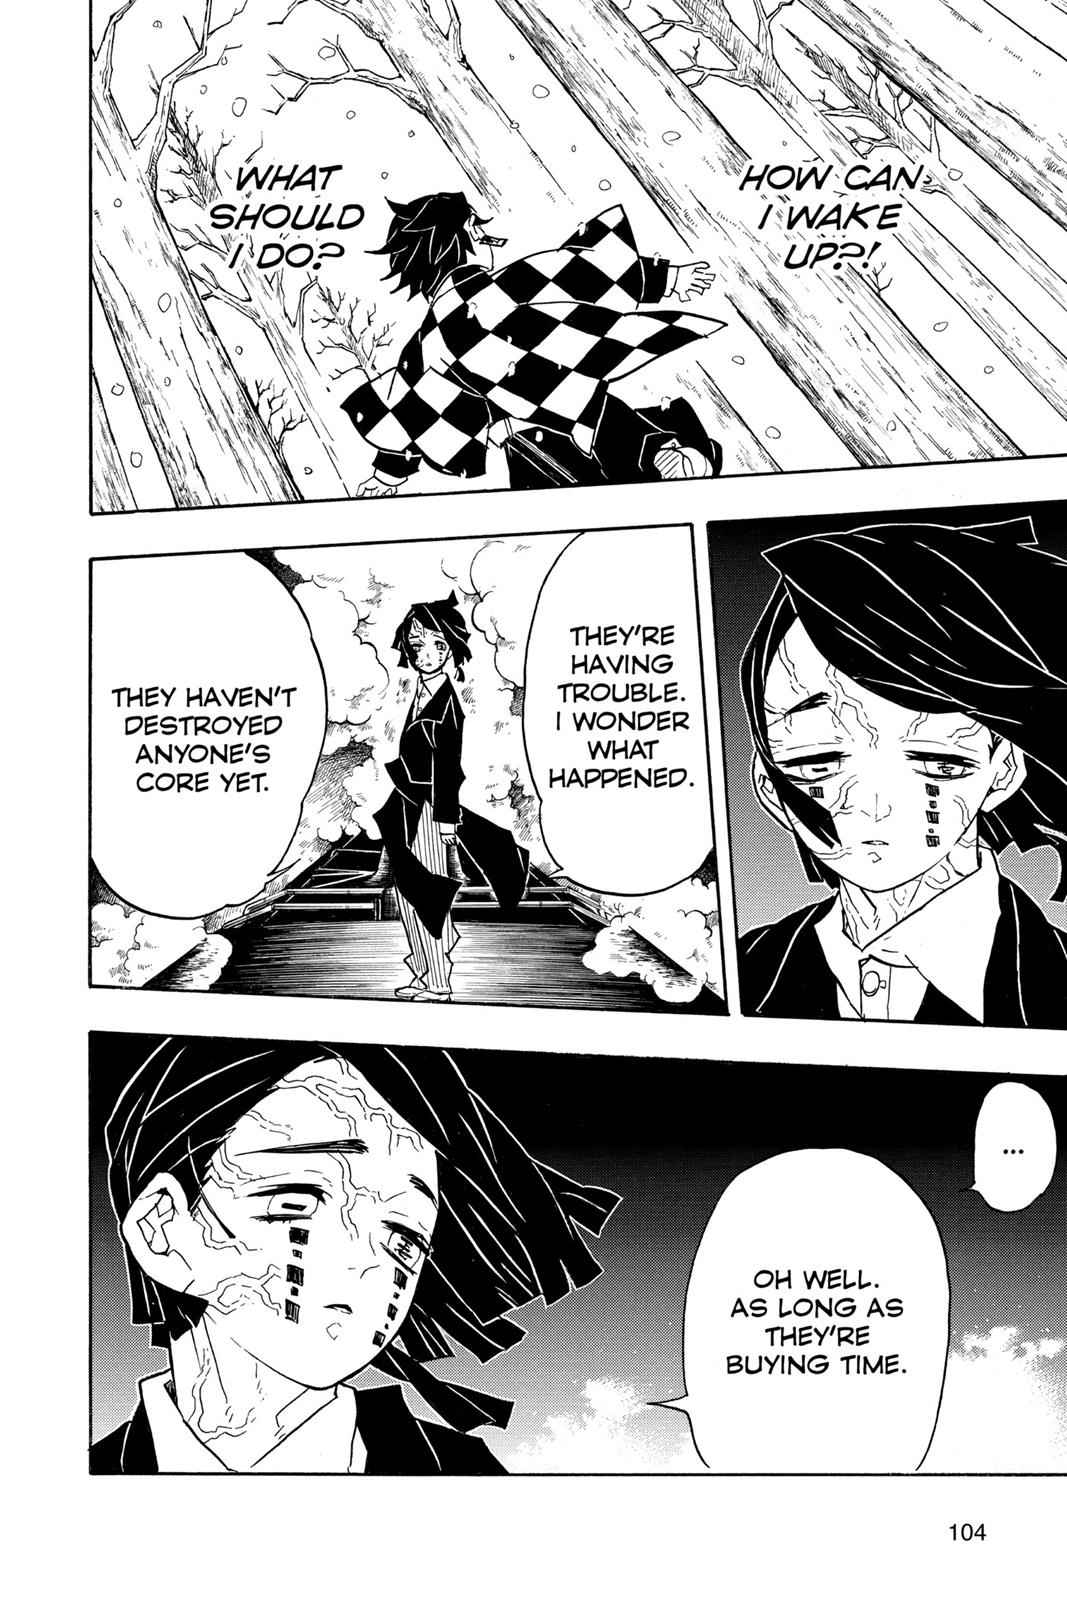 HOW CAN
I WAKE
UP?!
WHAT
SHOULD
I DO?
THEY'RE
HAVING
TROUBLE.
I WONDER
WHAT
HAPPENED.
THEY HAVEN'T
DESTROYED
ANYONE'S
CORE YET.
...
OH WELL.
AS LONG AS
THEY'RE
BUYING TIME.
104